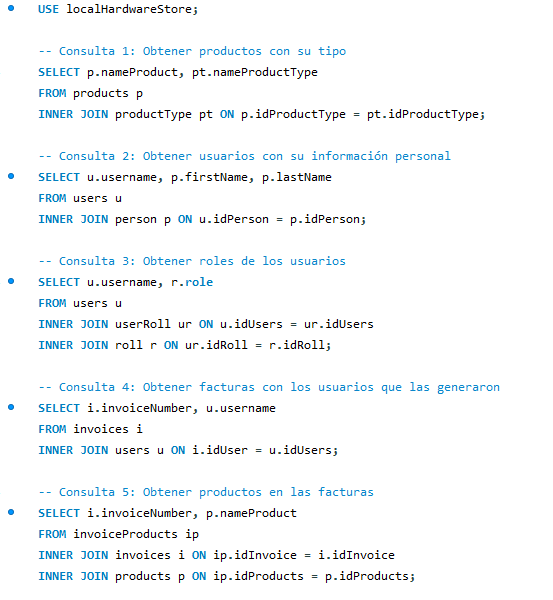 USE localHardwareStore;
-- Consulta 1: Obtener productos con su tipo
SELECT p.nameProduct, pt.nameProductType
FROM products p
INNER JOIN productType pt ON p.idProductType = pt.idProductType;
-- Consulta 2: Obtener usuarios con su información personal
SELECT u.username, p.firstName, p.lastName
FROM users u
INNER JOIN person p ON u.idPerson = p.idPerson;
-- Consulta 3: Obtener roles de los usuarios
SELECT u.username, r.role
FROM users u
INNER JOIN userRoll ur ON u.idUsers = ur.idUsers
INNER JOIN roll r ON ur.idRoll = r.idRoll;
-- Consulta 4: Obtener facturas con los usuarios que las generaron
SELECT i.invoiceNumber, u.username
FROM invoices i
INNER JOIN users u ON i.idUser = u.idUsers;
-- Consulta 5: Obtener productos en las facturas
SELECT i.invoiceNumber, p.nameProduct
FROM invoiceProducts ip
INNER JOIN invoices i ON ip.idInvoice = i.idInvoice
INNER JOIN products p ON ip.idProducts = p.idProducts;